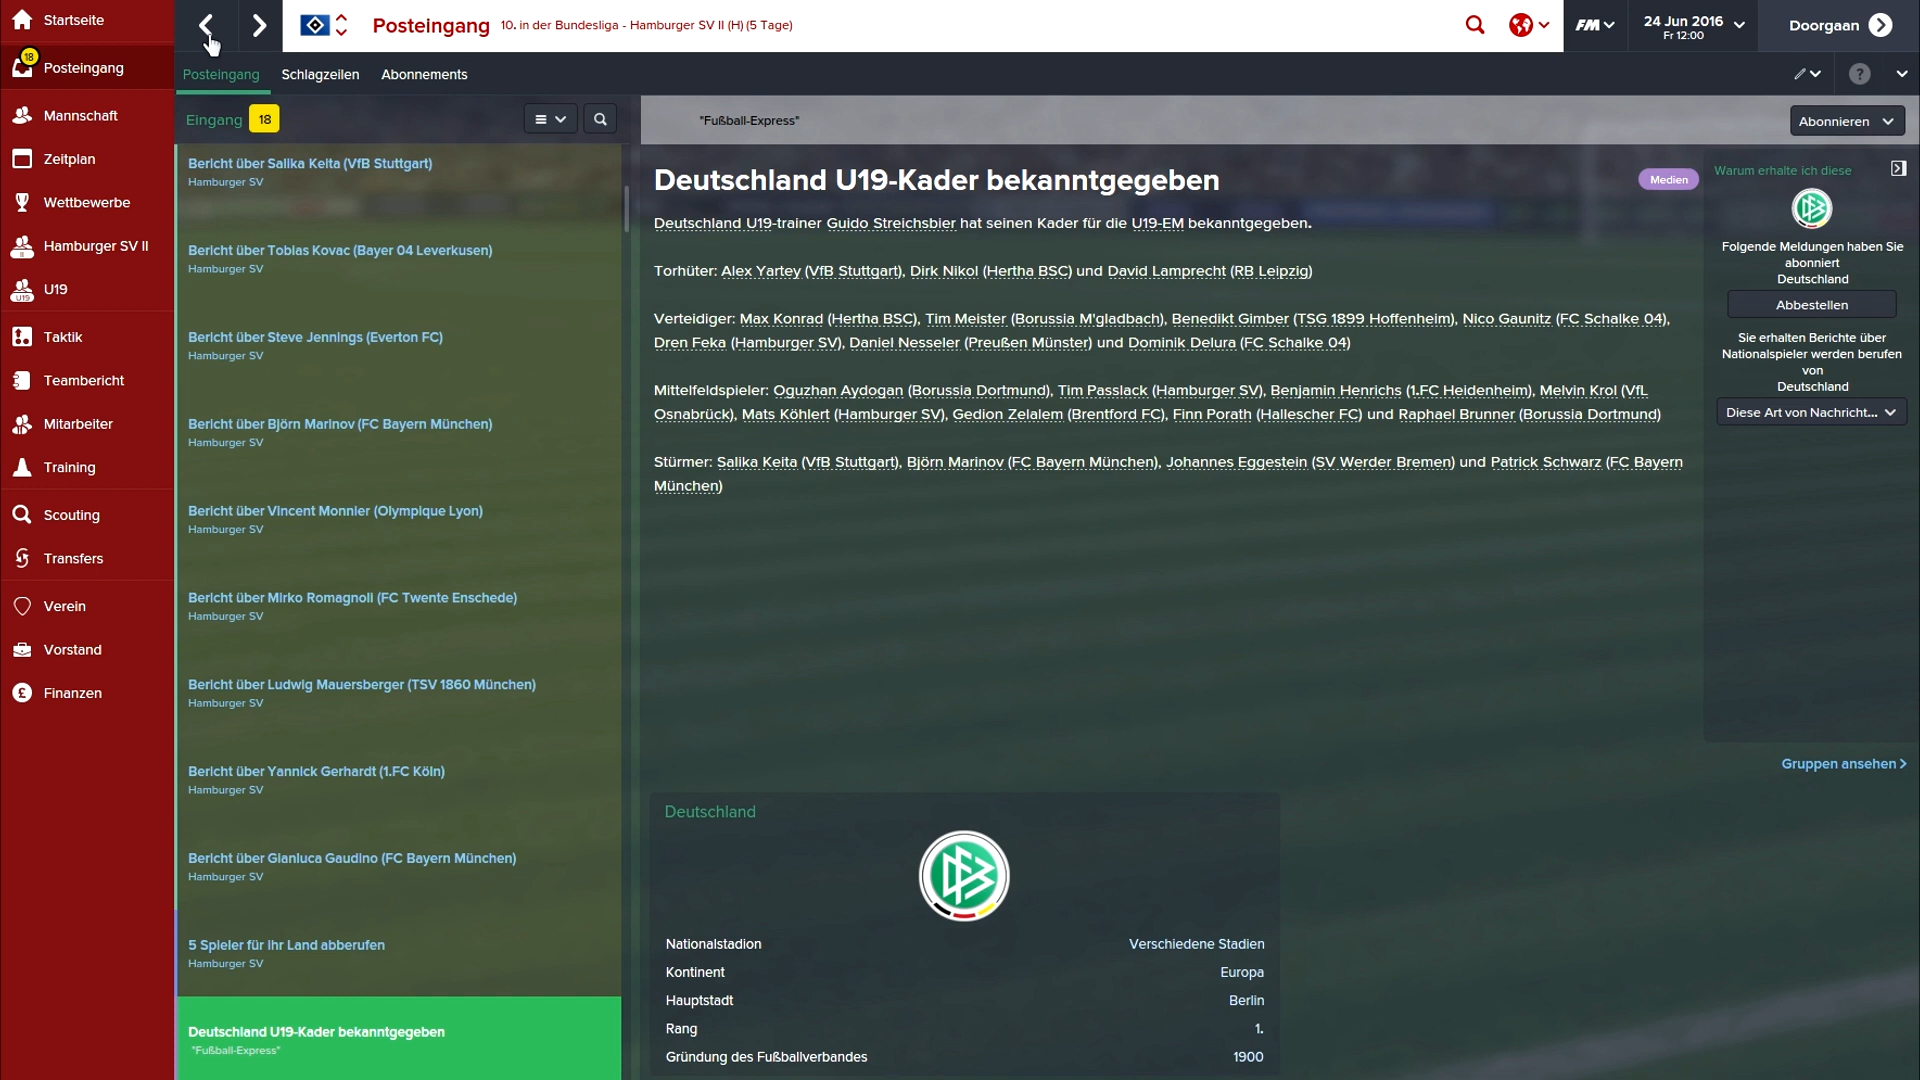 Startseite
18
Posteingang
Mannschaft
Zeitplan
Wettbewerbe
Hamburger SV II
U19
Taktik
Teambericht
Mitarbeiter
Training
Scouting
Transfers
Verein
Vorstand
Finanzen
Posteingang 10. in der Bundesliga - Hamburger SV II (H) (5 Tage)
FM
24 Jun 2016
Fr 12:00
Doorgaan
Posteingang Schlagzeilen Abonnements
?
Eingang 18
Bericht über Salika Keita (VfB Stuttgart)
Hamburger SV
Bericht über Tobias Kovac (Bayer 04 Leverkusen)
Hamburger SV
Bericht über Steve Jennings (Everton FC)
Hamburger SV
Bericht über Björn Marinov (FC Bayern München)
Hamburger SV
Bericht über Vincent Monnier (Olympique Lyon)
Hamburger SV
Bericht über Mirko Romagnoli (FC Twente Enschede)
Hamburger SV
Bericht über Ludwig Mauersberger (TSV 1860 München)
Hamburger SV
Bericht über Yannick Gerhardt (1.FC Köln)
Hamburger SV
Bericht über Gianluca Gaudino (FC Bayern München)
Hamburger SV
5 Spieler für Ihr Land abberufen
Hamburger SV
Deutschland U19-Kader bekanntgegeben
"Fußball-Express"
"Fußball-Express"
Abonnieren
Deutschland U19-Kader bekanntgegeben
Medien
Deutschland U19-trainer Guido Streichsbier hat seinen Kader für die U19-EM bekanntgegeben.
Torhüter: Alex Yartey (VfB Stuttgart), Dirk Nikol (Hertha BSC) und David Lamprecht (RB Leipzig)
Verteidiger: Max Konrad (Hertha BSC), Tim Meister (Borussia M'gladbach), Benedikt Gimber (TSG 1899 Hoffenheim), Nico Gaunitz (FC Schalke 04),
Dren Feka (Hamburger SV), Daniel Nesseler (Preußen Münster) und Dominik Delura (FC Schalke 04)
Mittelfeldspieler: Oguzhan Aydogan (Borussia Dortmund), Tim Passlack (Hamburger SV), Benjamin Henrichs (1.FC Heidenheim), Melvin Krol (VfL
Osnabrück), Mats Köhlert (Hamburger SV), Gedion Zelalem (Brentford FC), Finn Porath (Hallescher FC) und Raphael Brunner (Borussia Dortmund)
Stürmer: Salika Keita (VfB Stuttgart), Björn Marinov (FC Bayern München), Johannes Eggestein (SV Werder Bremen) und Patrick Schwarz (FC Bayern
München)
Warum erhalte ich diese
Folgende Meldungen haben Sie
abonniert
Deutschland
Abbestellen
Sie erhalten Berichte über
Nationalspieler werden berufen
von
Deutschland
Diese Art von Nachricht...
Gruppen ansehen
Deutschland
Nationalstadion Verschiedene Stadien
Kontinent Europa
Hauptstadt Berlin
Rang 1.
Gründung des Fußballverbandes 1900